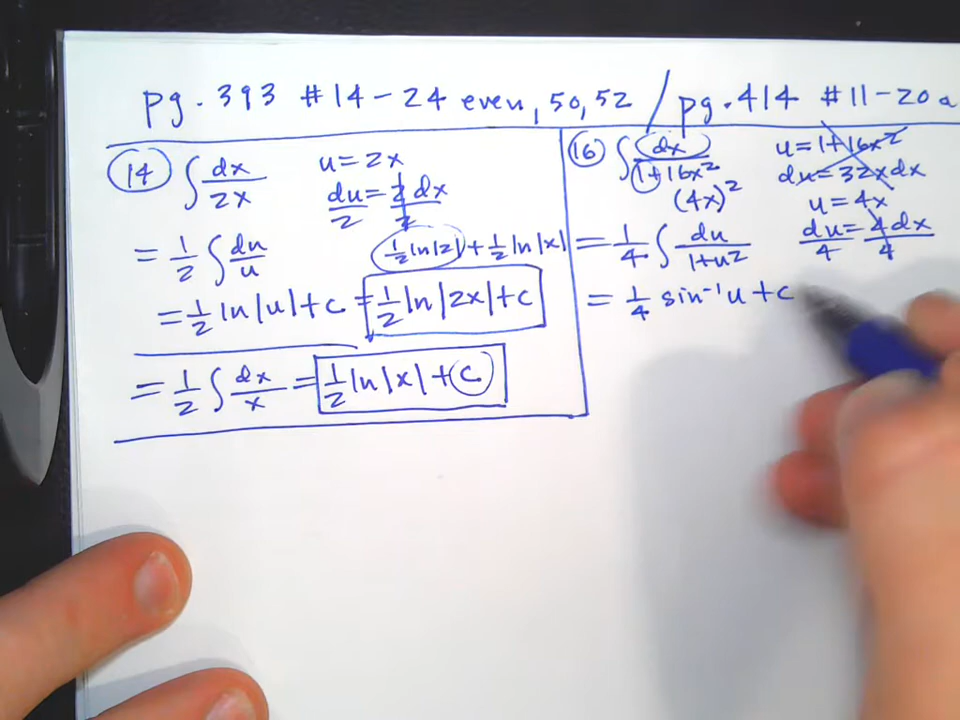 pg. 393 #14-24 even, 50, 52 / pg. 414 #11-20 a
14 ∫ dx/2x
u = 2x
du/2 = 2dx/2
= 1/2 ∫ du/u
1/2 ln|2| + 1/2 ln|x|
= 1/2 ln|u| + c = 1/2 ln|2x| + c
= 1/2 ∫ dx/x = 1/2 ln|x| + c
16 ∫ dx/1+16x²
(4x)²
u = 1+16x²
du = 32x dx
u = 4x
du/4 = 4dx/4
= 1/4 ∫ du/1+u²
= 1/4 sin⁻¹u + c